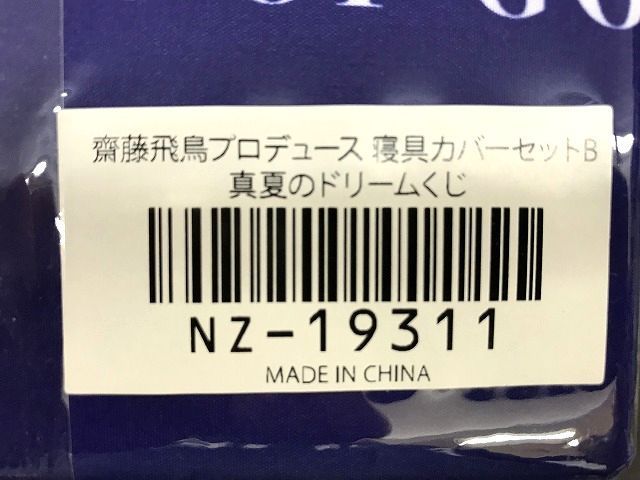 齋藤飛鳥プロデュース 寝具カバーセットB
真夏のドリームくじ
NZ-19311
MADE IN CHINA